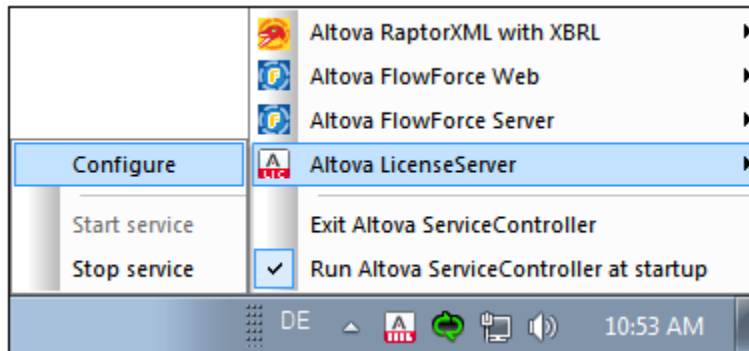 Altova RaptorXML with XBRL
Altova FlowForce Web
Altova FlowForce Server
Configure
Altova LicenseServer
Start service
Exit Altova ServiceController
Stop service
Run Altova ServiceController at startup
DE
10:53 AM